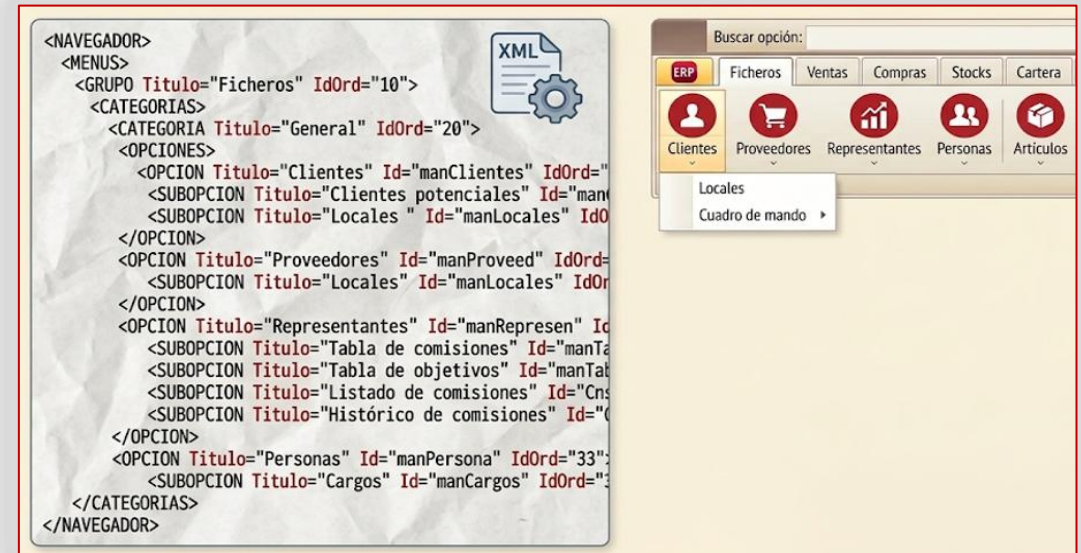 <NAVEGADOR>
<MENUS>
<GRUPO Titulo="Ficheros" IdOrd="10">
<CATEGORIAS>
<CATEGORIA Titulo="General" IdOrd="20">
<OPCIONES>
<OPCION Titulo="Clientes" Id="manClientes" IdOrd="
<SUBOPCION Titulo="Clientes potenciales" Id="man
<SUBOPCION Titulo="Locales " Id="manLocales" IdO
</OPCION>
<OPCION Titulo="Proveedores" Id="manProveed" IdOrd=
<SUBOPCION Titulo="Locales" Id="manLocales" IdOr
</OPCION>
<OPCION Titulo="Representantes" Id="manRepresen" Id
<SUBOPCION Titulo="Tabla de comisiones" Id="manTa
<SUBOPCION Titulo="Tabla de objetivos" Id="manTab
<SUBOPCION Titulo="Listado de comisiones" Id="Cns
<SUBOPCION Titulo="Histórico de comisiones" Id="
</OPCION>
<OPCION Titulo="Personas" Id="manPersona" IdOrd="33"
<SUBOPCION Titulo="Cargos" Id="manCargos" IdOrd="
</CATEGORIAS>
</NAVEGADOR>
XML
Buscar opción:
ERP Ficheros Ventas Compras Stocks Cartera
Clientes Proveedores Representantes Personas Artículos
Locales
Cuadro de mando